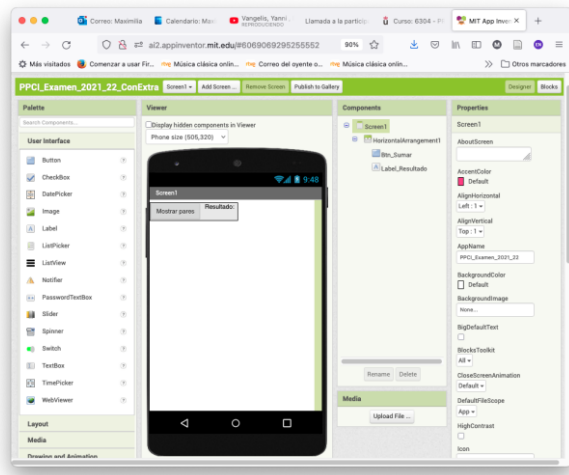 Correo: Maximilia
Calendario: Maxi
Vangelis, Yanni,
REPRODUCIENDO
Llamada a la particip
Curso: 6304 - Pl
MIT App Inven
ai2.appinventor.mit.edu/#6069069295255552
90%
Más visitados
Comenzar a usar Fir...
Música clásica onlin...
Correo del oyente o...
Música clásica onlin...
Otros marcadores
PPCI_Examen_2021_22_ConExtra
Screen1
Add Screen ...
Remove Screen
Publish to Gallery
Designer
Blocks
Palette
Search Components...
User Interface
Button
CheckBox
DatePicker
Image
Label
ListPicker
ListView
Notifier
PasswordTextBox
Slider
Spinner
Switch
TextBox
TimePicker
WebViewer
Layout
Media
Drawing and Animation
Viewer
Display hidden components in Viewer
Phone size (505,320)
9:48
Screen1
Mostrar pares
Resultado:
Components
Screen1
HorizontalArrangement1
Btn_Sumar
Label_Resultado
Rename
Delete
Media
Upload File ...
Properties
Screen1
AboutScreen
AccentColor
Default
AlignHorizontal
Left : 1
AlignVertical
Top : 1
AppName
PPCI_Examen_2021_22
BackgroundColor
Default
BackgroundImage
None...
BigDefaultText
BlocksToolkit
All
CloseScreenAnimation
Default
DefaultFileScope
App
HighContrast
Icon